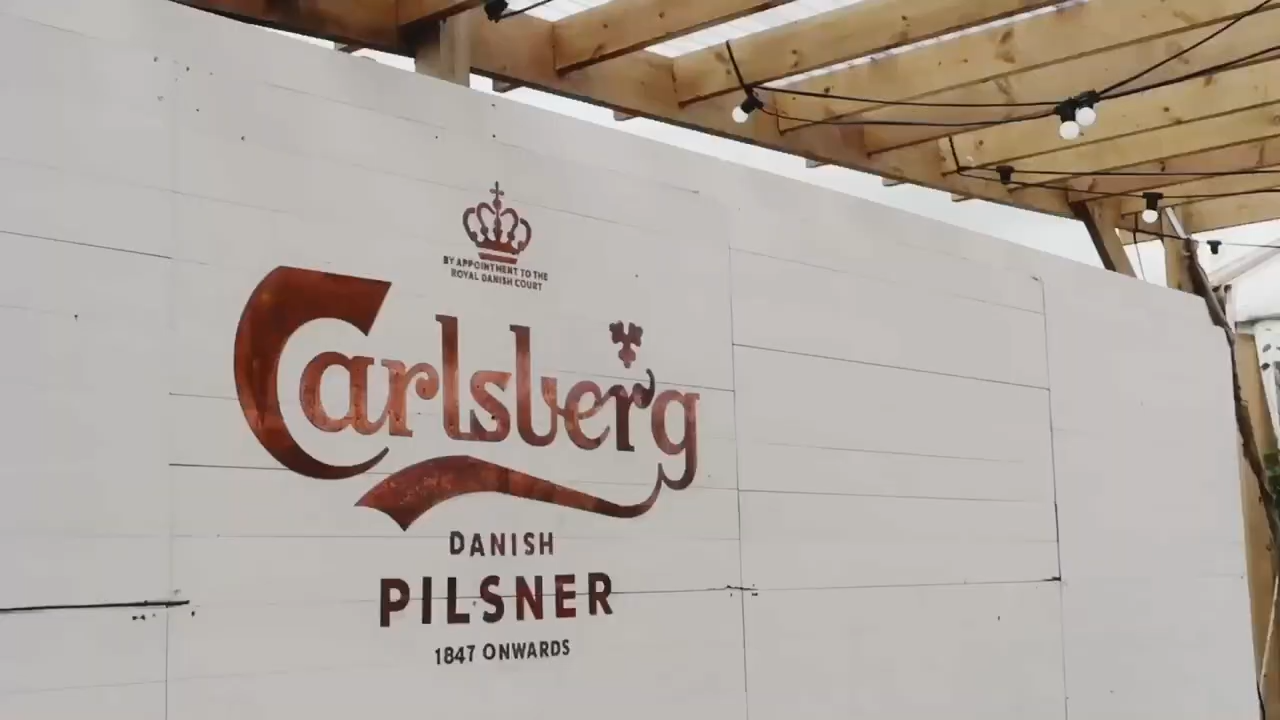 BY APPOINTMENT TO THE
ROYAL DANISH COURT
Carlsberg
DANISH
PILSNER
1847 ONWARDS